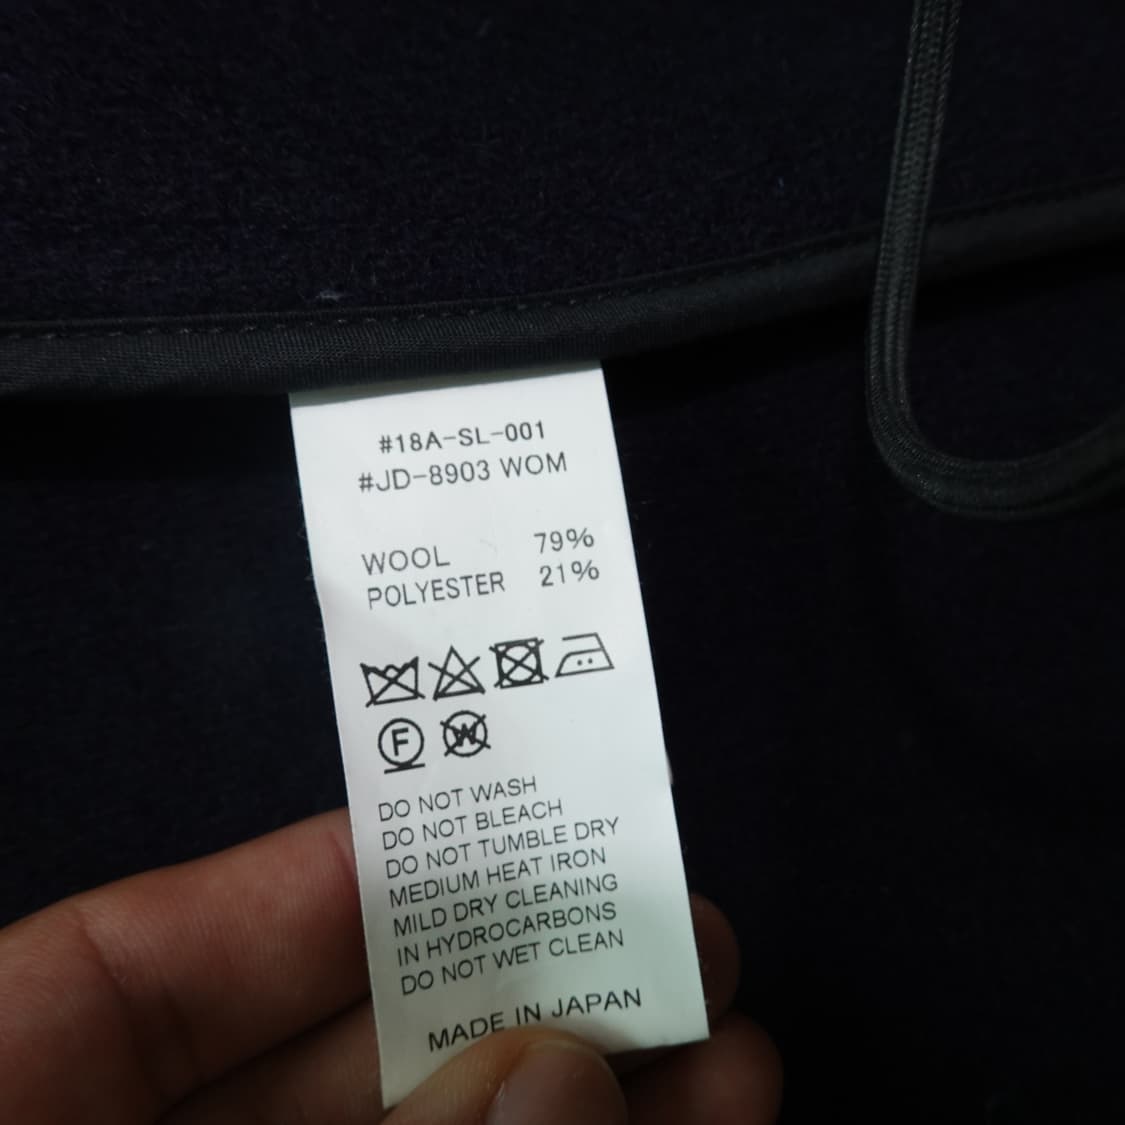 #18A-SL-001
#JD-8903 WOM
WOOL 79%
POLYESTER 21%
F W
DO NOT WASH
DO NOT BLEACH
DO NOT TUMBLE DRY
MEDIUM HEAT IRON
MILD DRY CLEANING
IN HYDROCARBONS
DO NOT WET CLEAN
MADE IN JAPAN